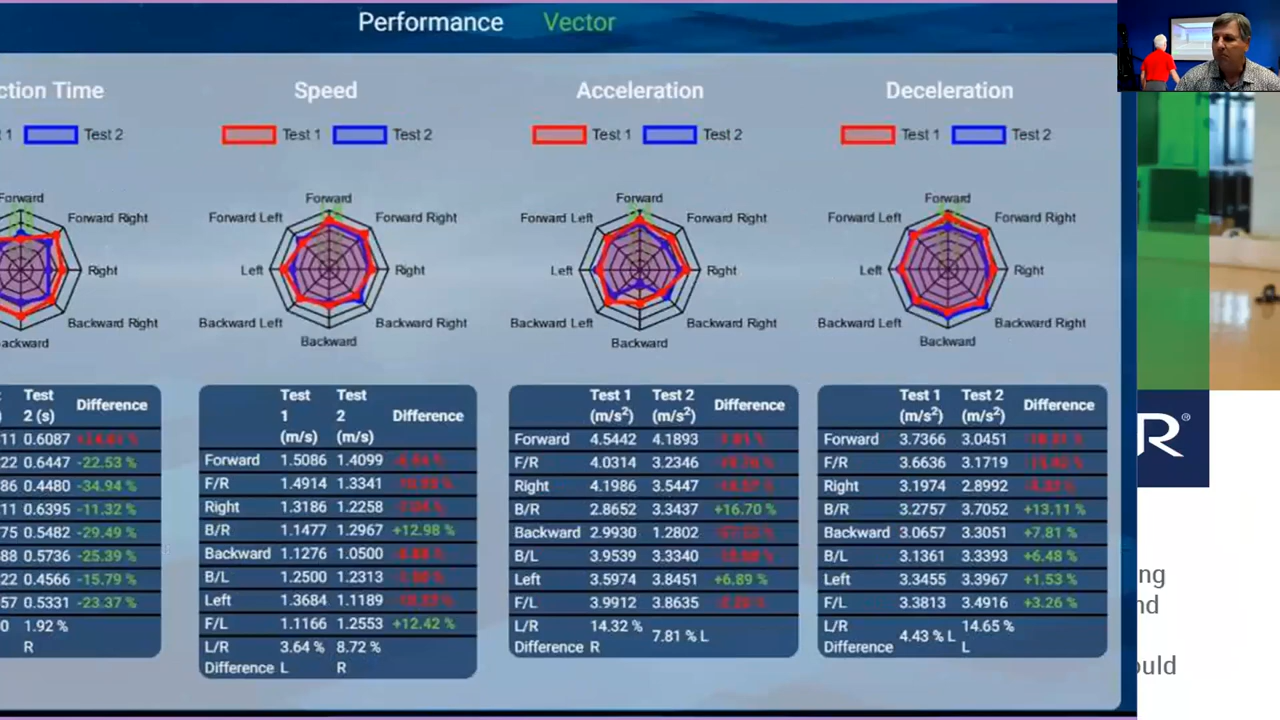 Performance Vector
ction Time
Speed
Acceleration
Deceleration
1 Test 2
Test 1 Test 2
Test 1 Test 2
Test 1 Test 2
Forward
Forward Right
Right
Backward Right
ackward
Forward
Forward Left Forward Right
Left Right
Backward Left Backward Right
Backward
Forward
Forward Left Forward Right
Left Right
Backward Left Backward Right
Backward
Forward
Forward Left Forward Right
Left Right
Backward Left Backward Right
Backward
Test
2 (s) Difference
11 0.6087
22 0.6447 -22.53 %
86 0.4480 -34.94 %
11 0.6395 -11.32 %
75 0.5482 -29.49 %
88 0.5736 -25.39 %
22 0.4566 -15.79 %
57 0.5331 -23.37 %
0 1.92 %
R
Test Test
1 2 Difference
(m/s) (m/s)
Forward 1.5086 1.4099
F/R 1.4914 1.3341
Right 1.3186 1.2258
B/R 1.1477 1.2967 +12.98 %
Backward 1.1276 1.0500
B/L 1.2500 1.2313
Left 1.3684 1.1189
F/L 1.1166 1.2553 +12.42 %
L/R 3.64 % 8.72 %
Difference L R
Test 1 Test 2
(m/s²) (m/s²) Difference
Forward 4.5442 4.1893
F/R 4.0314 3.2346
Right 4.1986 3.5447
B/R 2.8652 3.3437 +16.70 %
Backward 2.9930 1.2802
B/L 3.9539 3.3340
Left 3.5974 3.8451 +6.89 %
F/L 3.9912 3.8635
L/R 14.32 % 7.81 % L
Difference R
Test 1 Test 2
(m/s²) (m/s²) Difference
Forward 3.7366 3.0451
F/R 3.6636 3.1719
Right 3.1974 2.8992
B/R 3.2757 3.7052 +13.11 %
Backward 3.0657 3.3051 +7.81 %
B/L 3.1361 3.3393 +6.48 %
Left 3.3455 3.3967 +1.53 %
F/L 3.3813 3.4916 +3.26 %
L/R 4.43 % L 14.65 %
Difference L
R®
ng
nd
ould